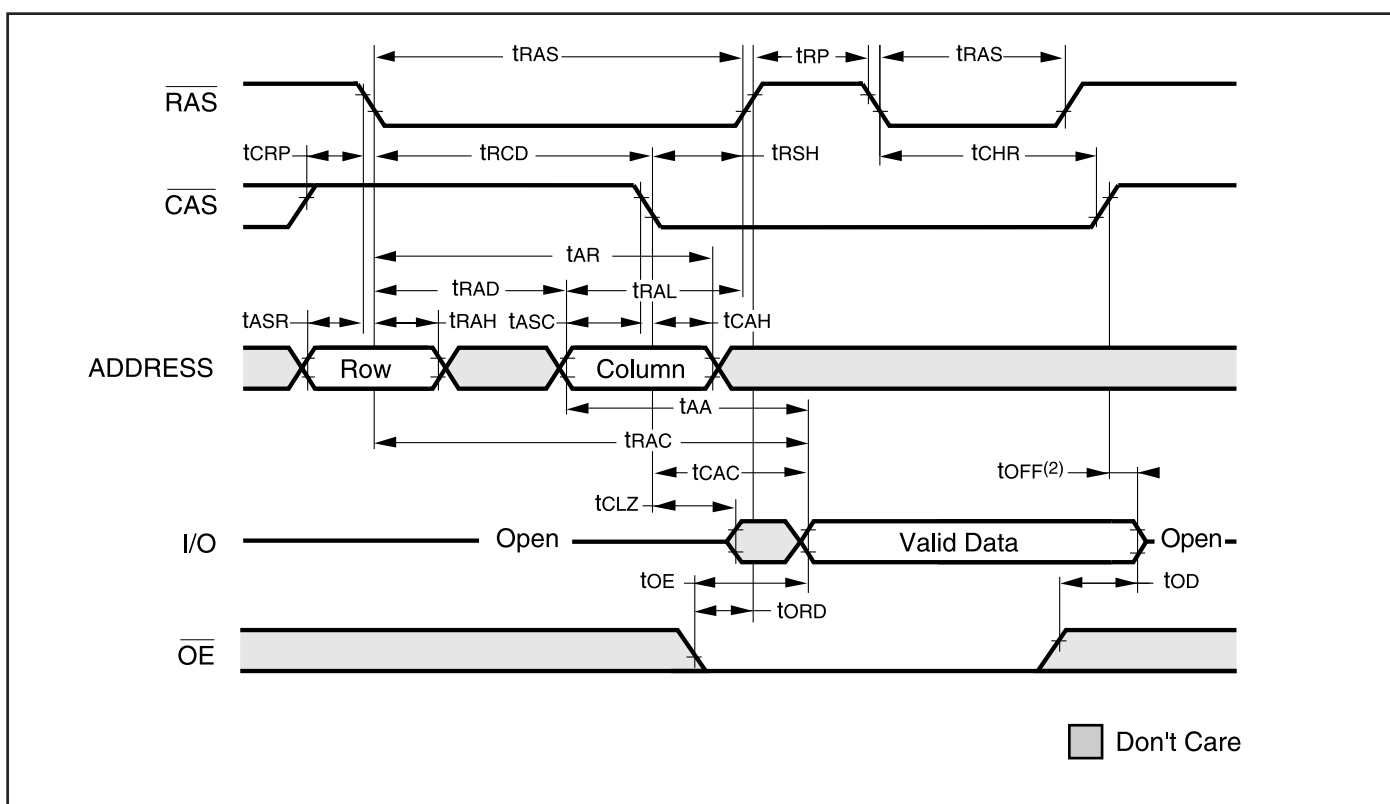 tRAS tRP tRAS
RAS
tCRP tRCD tRSH tCHR
CAS
tAR
tRAD tRAL
tASR tRAH tASC tCAH
ADDRESS Row Column
tAA
tRAC
tCAC tOFF(2)
tCLZ
I/O Open Valid Data Open
tOE tOD
tORD
OE
Don't Care